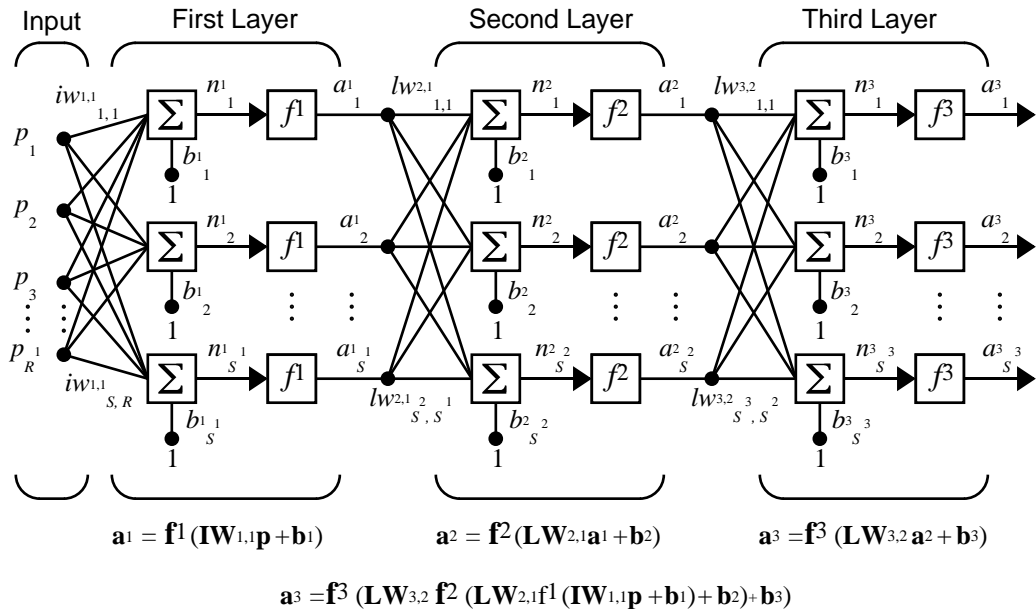 Input First Layer Second Layer Third Layer
iw1,1 1,1 n1 1 a1 1 lw2,1 1,1 n2 1 a2 1 lw3,2 1,1 n3 1 a3 1
Σ f1 Σ f2 Σ f3
p1
b1 1 b2 1 b3 1
1 1 1
p2 n1 2 a1 2 n2 2 a2 2 n3 2 a3 2
Σ f1 Σ f2 Σ f3
p3
b1 2 b2 2 b3 2
1 1 1
pR1 n1 S1 a1 S1 n2 S2 a2 S2 n3 S3 a3 S3
Σ f1 Σ f2 Σ f3
iw1,1 S, R lw2,1 S2, S1 lw3,2 S3, S2
b1 S1 b2 S2 b3 S3
1 1 1
a1 = f1 (IW1,1p +b1) a2 = f2 (LW2,1a1 +b2) a3 =f3 (LW3,2 a2 +b3)
a3 =f3 (LW3,2 f2 (LW2,1f1(IW1,1p +b1)+ b2)+ b3)